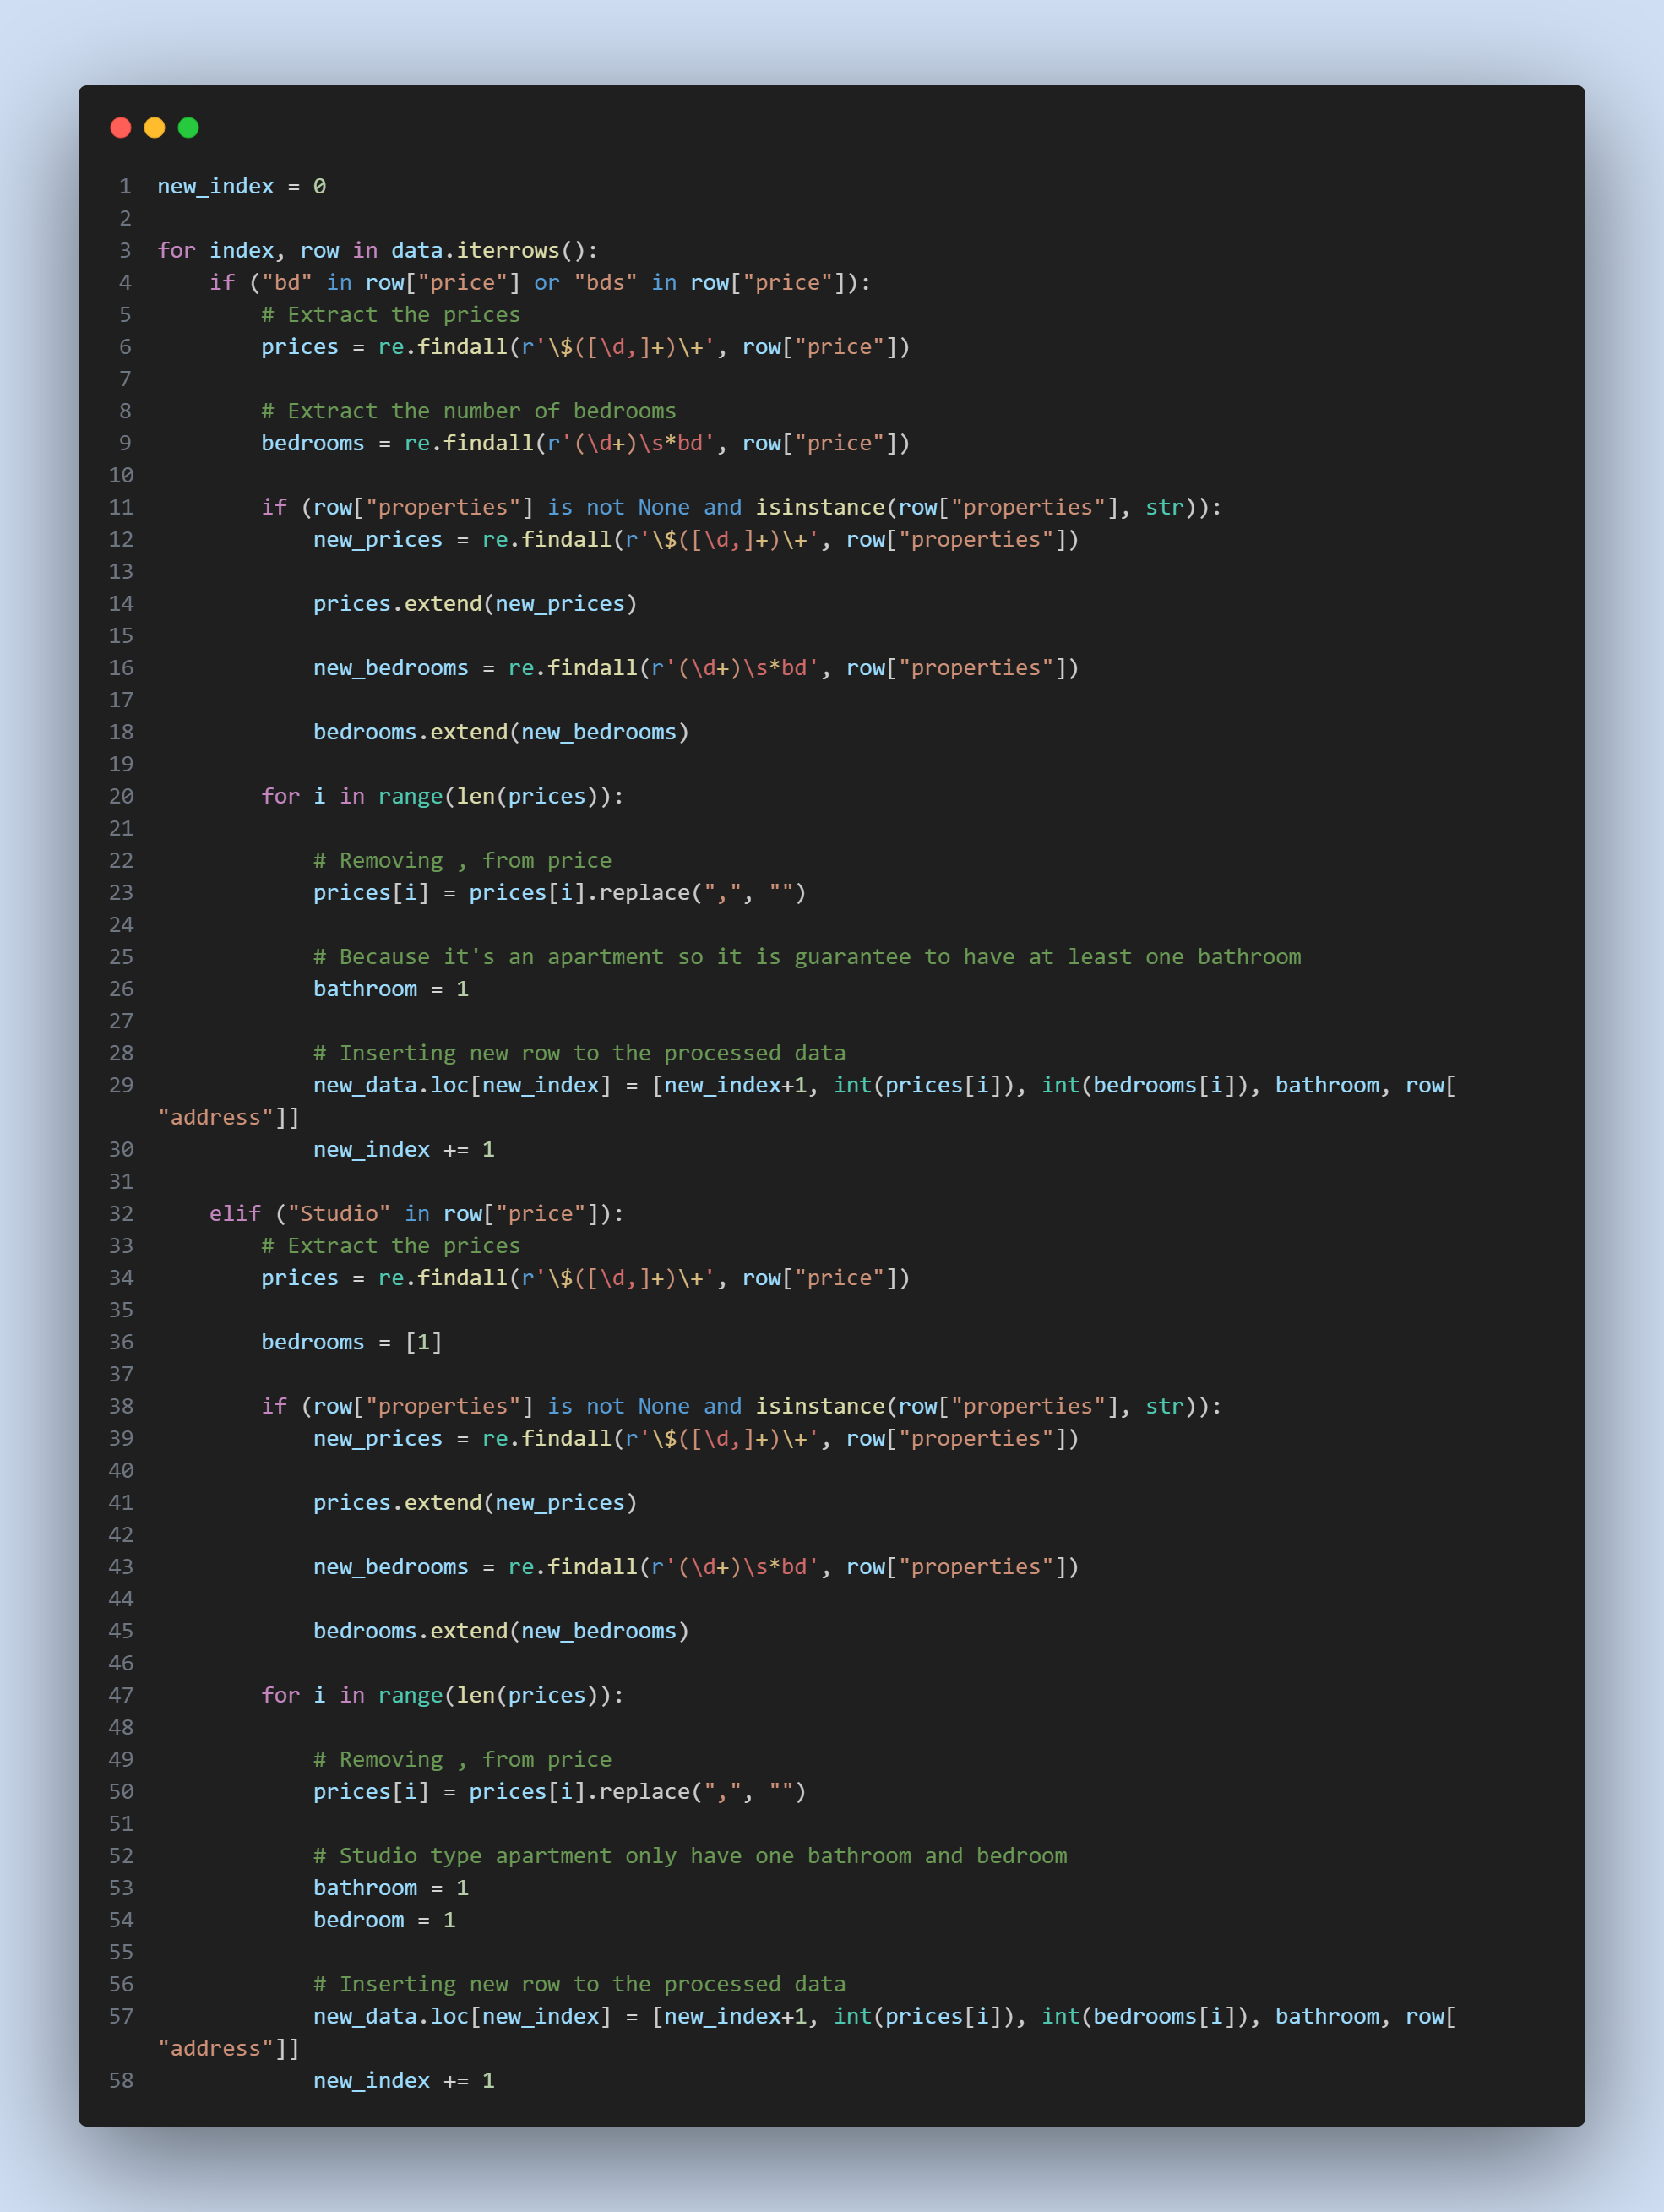 1 new_index = 0
2
3 for index, row in data.iterrows():
4     if ("bd" in row["price"] or "bds" in row["price"]):
5         # Extract the prices
6         prices = re.findall(r'\$([\d,]+)\+', row["price"])
7
8         # Extract the number of bedrooms
9         bedrooms = re.findall(r'(\d+)\s*bd', row["price"])
10
11         if (row["properties"] is not None and isinstance(row["properties"], str)):
12             new_prices = re.findall(r'\$([\d,]+)\+', row["properties"])
13
14             prices.extend(new_prices)
15
16             new_bedrooms = re.findall(r'(\d+)\s*bd', row["properties"])
17
18             bedrooms.extend(new_bedrooms)
19
20         for i in range(len(prices)):
21
22             # Removing , from price
23             prices[i] = prices[i].replace(",", "")
24
25             # Because it's an apartment so it is guarantee to have at least one bathroom
26             bathroom = 1
27
28             # Inserting new row to the processed data
29             new_data.loc[new_index] = [new_index+1, int(prices[i]), int(bedrooms[i]), bathroom, row[
"address"]]
30             new_index += 1
31
32     elif ("Studio" in row["price"]):
33         # Extract the prices
34         prices = re.findall(r'\$([\d,]+)\+', row["price"])
35
36         bedrooms = [1]
37
38         if (row["properties"] is not None and isinstance(row["properties"], str)):
39             new_prices = re.findall(r'\$([\d,]+)\+', row["properties"])
40
41             prices.extend(new_prices)
42
43             new_bedrooms = re.findall(r'(\d+)\s*bd', row["properties"])
44
45             bedrooms.extend(new_bedrooms)
46
47         for i in range(len(prices)):
48
49             # Removing , from price
50             prices[i] = prices[i].replace(",", "")
51
52             # Studio type apartment only have one bathroom and bedroom
53             bathroom = 1
54             bedroom = 1
55
56             # Inserting new row to the processed data
57             new_data.loc[new_index] = [new_index+1, int(prices[i]), int(bedrooms[i]), bathroom, row[
"address"]]
58             new_index += 1